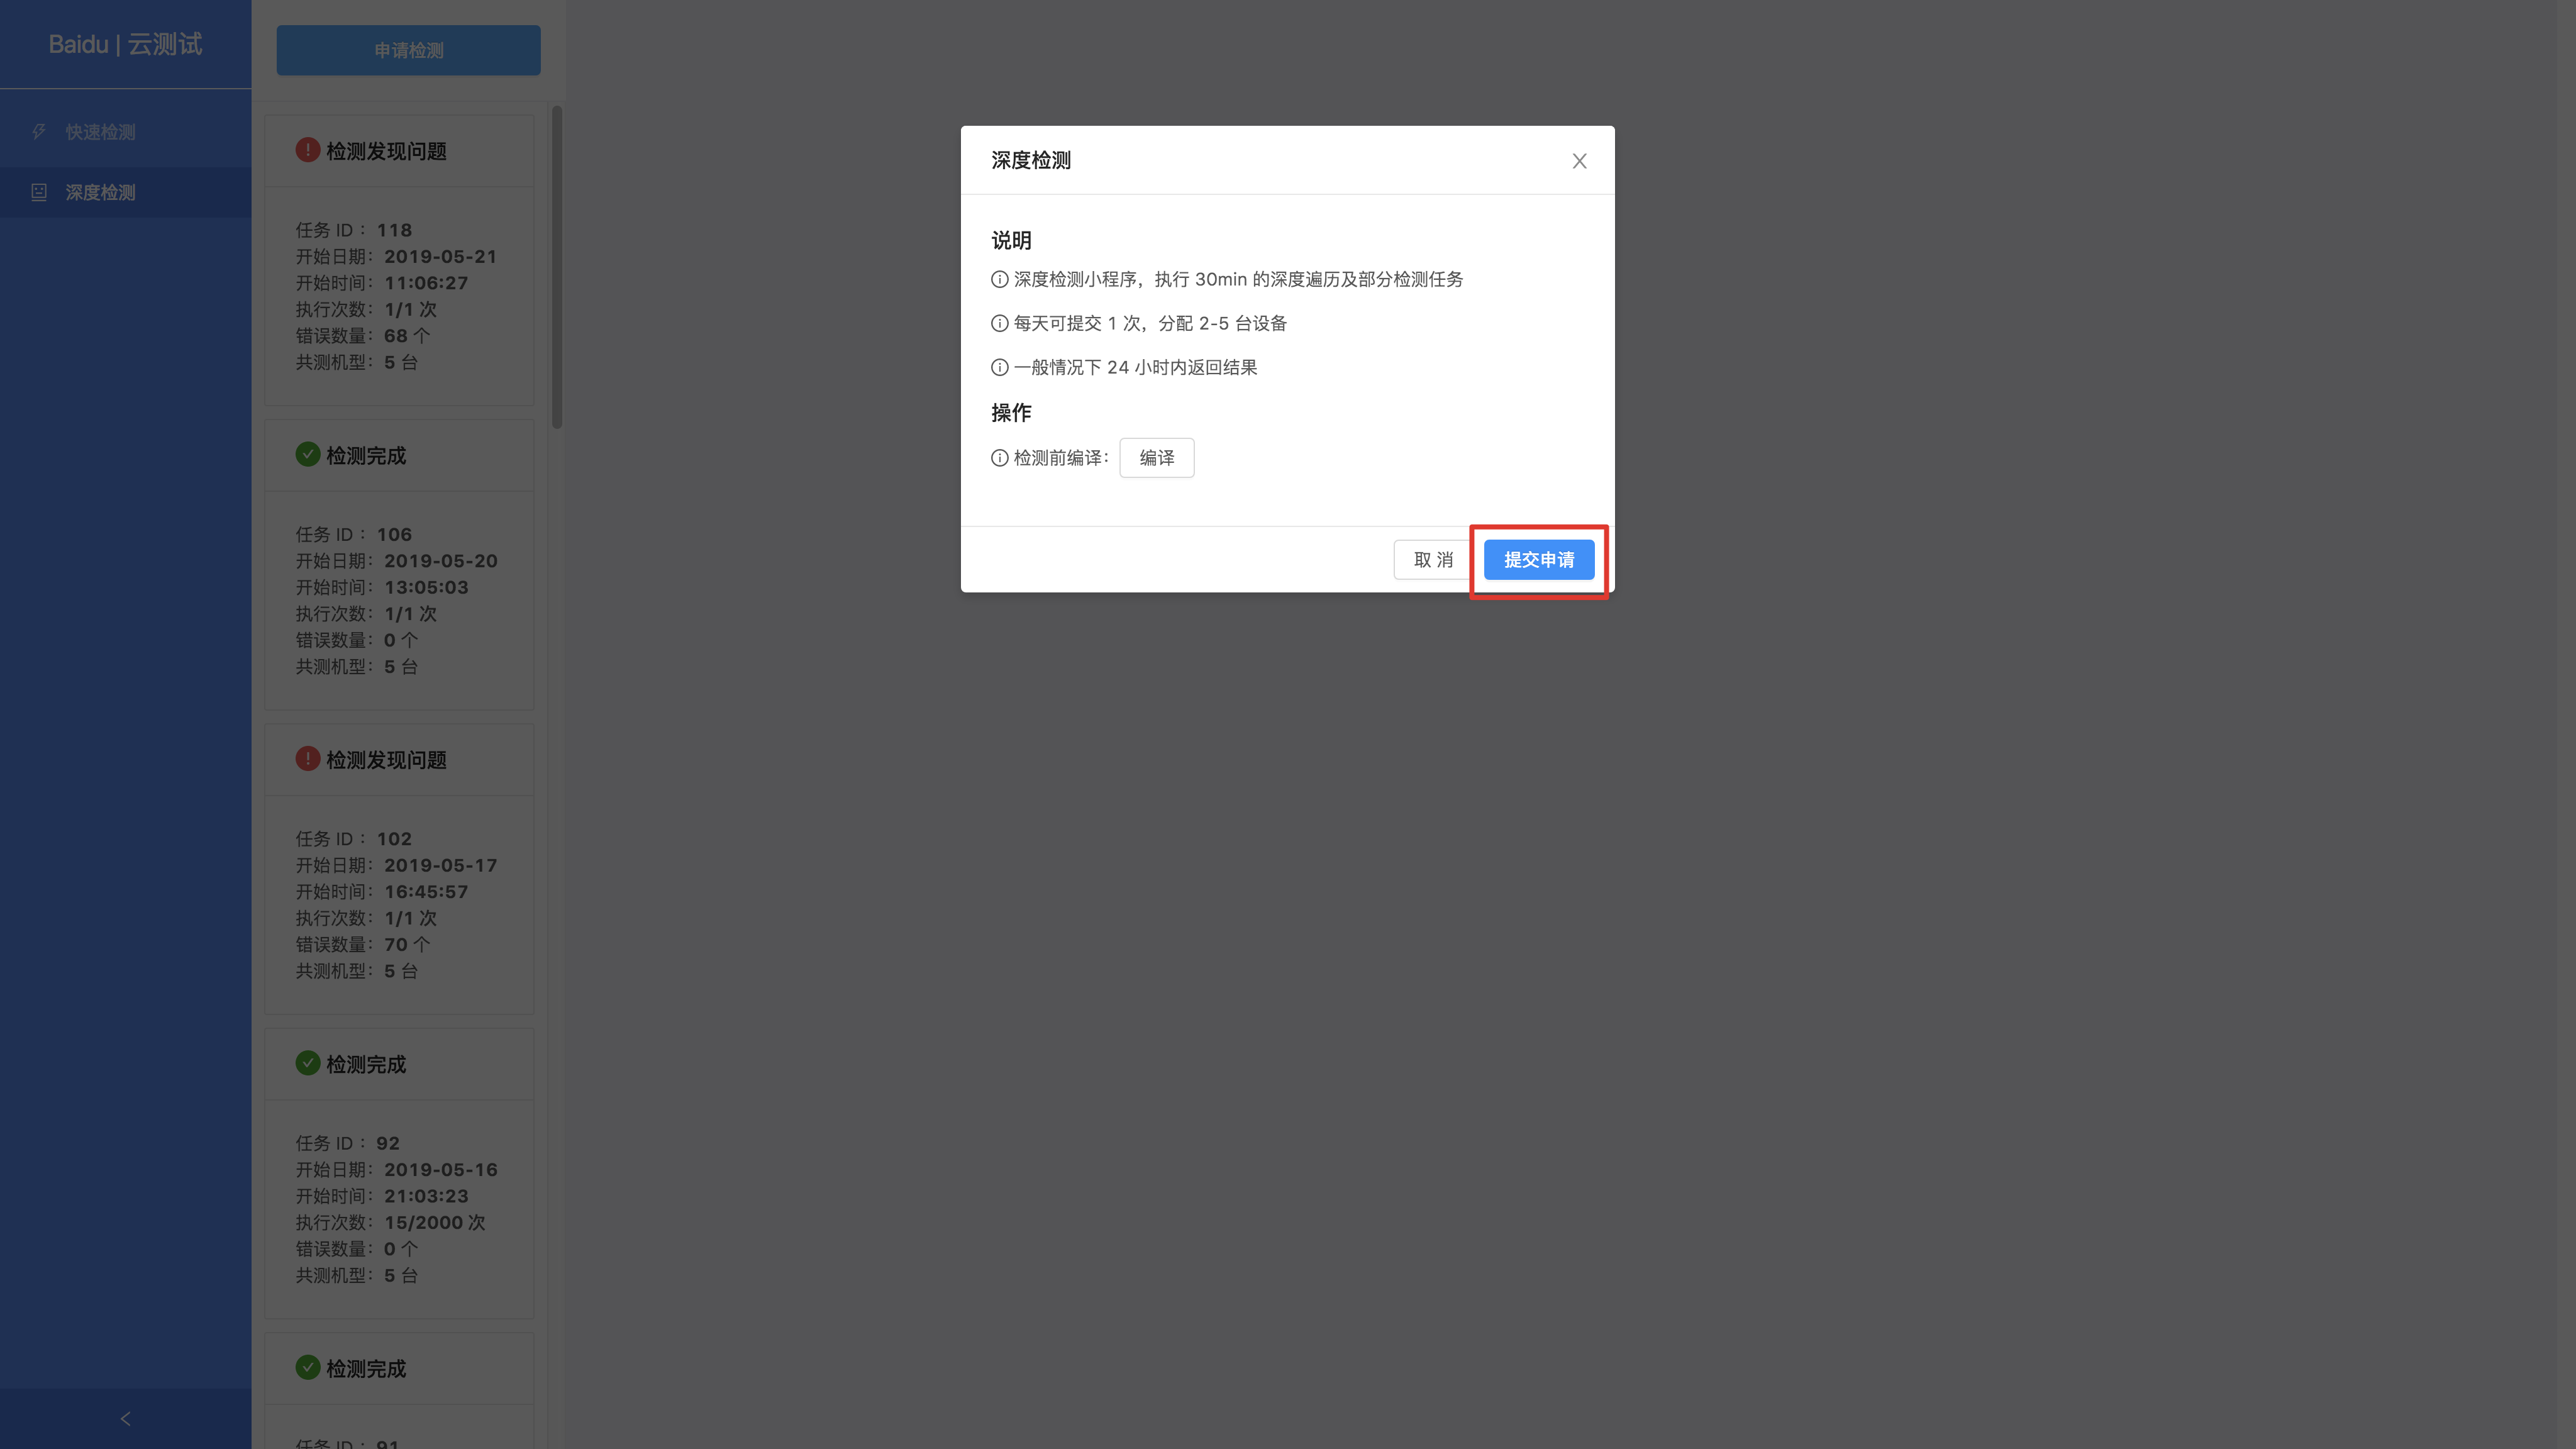 Baidu | 云测试
快速检测
深度检测
申请检测
检测发现问题
任务 ID： 118
开始日期：2019-05-21
开始时间：11:06:27
执行次数：1/1 次
错误数量：68 个
共测机型：5 台
检测完成
任务 ID： 106
开始日期：2019-05-20
开始时间：13:05:03
执行次数：1/1 次
错误数量：0 个
共测机型：5 台
检测发现问题
任务 ID： 102
开始日期：2019-05-17
开始时间：16:45:57
执行次数：1/1 次
错误数量：70 个
共测机型：5 台
检测完成
任务 ID： 92
开始日期：2019-05-16
开始时间：21:03:23
执行次数：15/2000 次
错误数量：0 个
共测机型：5 台
检测完成
任务 ID： 91
深度检测
说明
深度检测小程序，执行 30min 的深度遍历及部分检测任务
每天可提交 1 次，分配 2-5 台设备
一般情况下 24 小时内返回结果
操作
检测前编译： 编译
取 消 提交申请